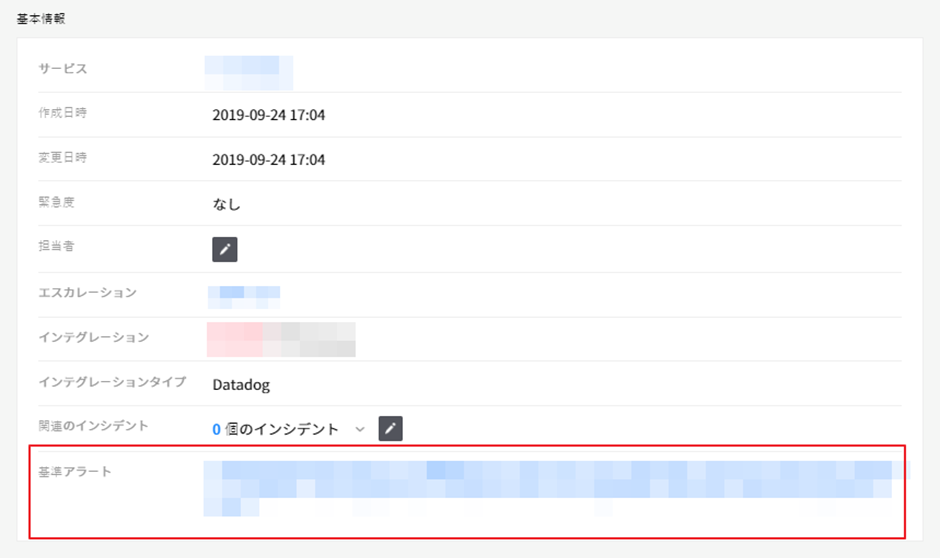 基本情報
サービス
作成日時 2019-09-24 17:04
変更日時 2019-09-24 17:04
緊急度 なし
担当者
エスカレーション
インテグレーション
インテグレーションタイプ Datadog
関連のインシデント 0 個のインシデント
基準アラート